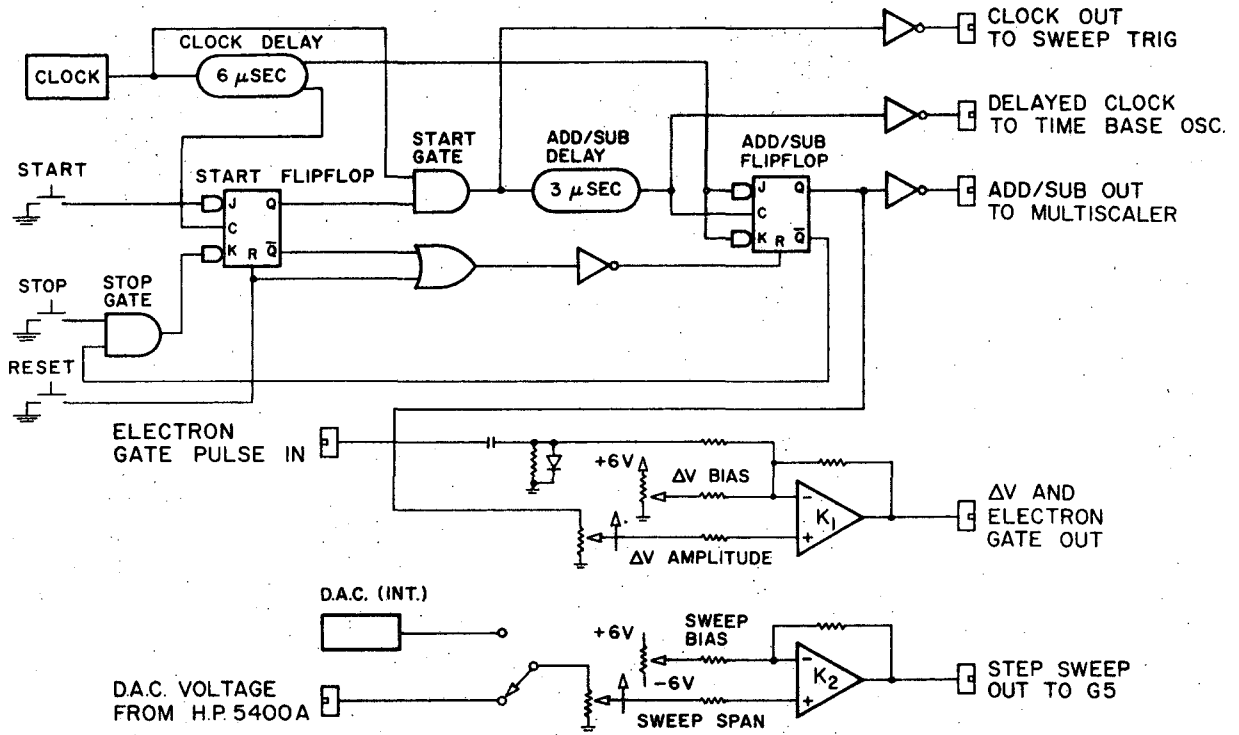 CLOCK OUT
TO SWEEP TRIG
CLOCK DELAY
CLOCK
6 μSEC
DELAYED CLOCK
TO TIME BASE OSC.
START
GATE
ADD/SUB
DELAY
ADD/SUB
FLIPFLOP
START
START FLIPFLOP
3 μSEC
J Q
C
K R Q̅
J Q
C
K R Q̅
ADD/SUB OUT
TO MULTISCALER
STOP
STOP
GATE
RESET
ELECTRON
GATE PULSE IN
+6V
ΔV BIAS
−
K1
+
ΔV AND
ELECTRON
GATE OUT
ΔV AMPLITUDE
D.A.C. (INT.)
+6V
SWEEP
BIAS
−
K2
+
STEP SWEEP
OUT TO G5
−6V
D.A.C. VOLTAGE
FROM H.P. 5400A
SWEEP SPAN